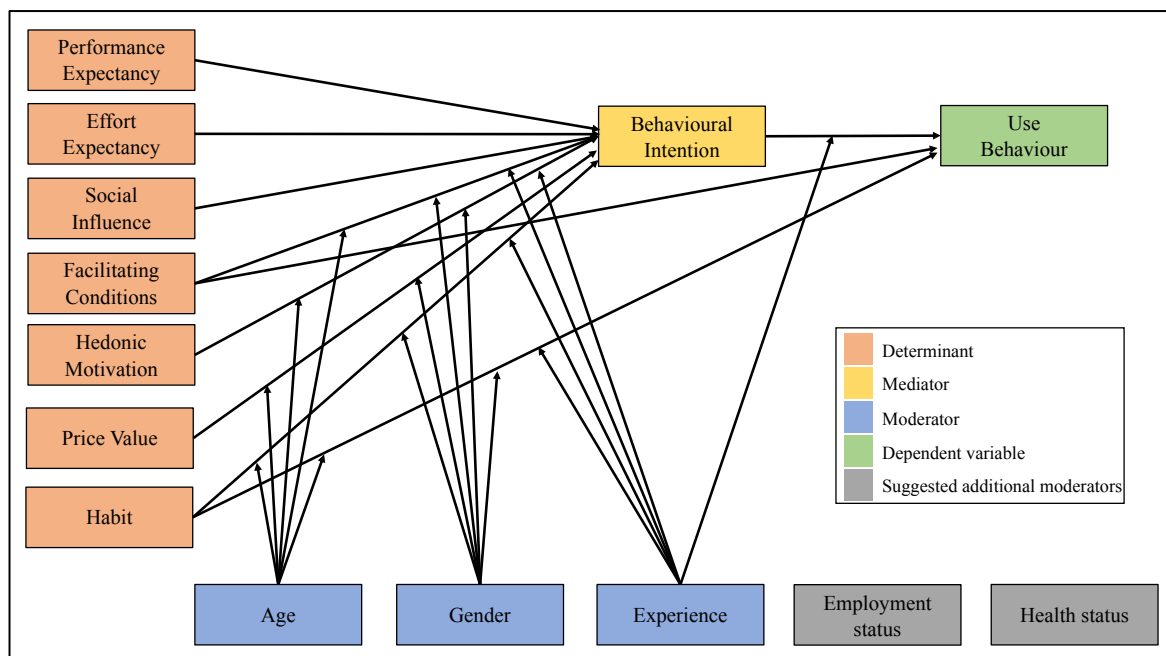 Performance
Expectancy
Effort
Expectancy
Social
Influence
Facilitating
Conditions
Hedonic
Motivation
Price Value
Habit
Behavioural
Intention
Use
Behaviour
Determinant
Mediator
Moderator
Dependent variable
Suggested additional moderators
Age
Gender
Experience
Employment
status
Health status